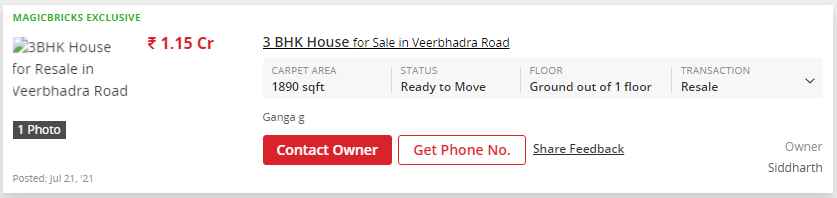 MAGICBRICKS EXCLUSIVE
3BHK House
for Resale in
Veerbhadra Road
1 Photo
Posted: Jul 21, '21
₹ 1.15 Cr
3 BHK House for Sale in Veerbhadra Road
CARPET AREA STATUS FLOOR TRANSACTION
1890 sqft Ready to Move Ground out of 1 floor Resale
Ganga g
Contact Owner Get Phone No. Share Feedback
Owner
Siddharth